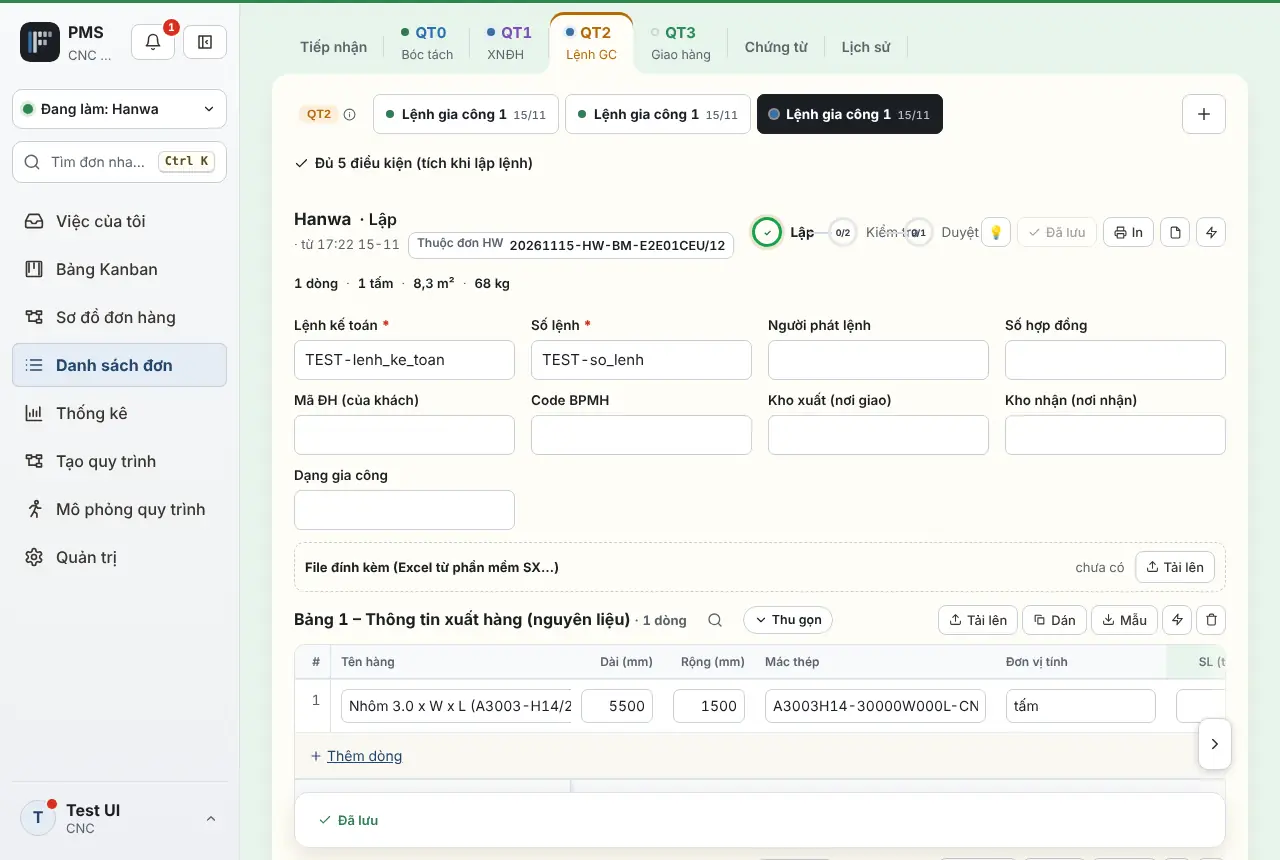 PMS
CNC ...
1
Đang làm: Hanwa
Tìm đơn nha...
Ctrl K
Việc của tôi
Bảng Kanban
Sơ đồ đơn hàng
Danh sách đơn
Thống kê
Tạo quy trình
Mô phỏng quy trình
Quản trị
T
Test UI
CNC
Tiếp nhận
QT0
Bóc tách
QT1
XNĐH
QT2
Lệnh GC
QT3
Giao hàng
Chứng từ
Lịch sử
QT2
Lệnh gia công 1 15/11
Lệnh gia công 1 15/11
Lệnh gia công 1 15/11
Đủ 5 điều kiện (tích khi lập lệnh)
Hanwa · Lập
· từ 17:22 15-11
Thuộc đơn HW 20261115-HW-BM-E2E01CEU/12
Lập
0/2
Kiểm tra
0/1
Duyệt
Đã lưu
In
1 dòng · 1 tấm · 8,3 m² · 68 kg
Lệnh kế toán *
Số lệnh *
Người phát lệnh
Số hợp đồng
TEST-lenh_ke_toan
TEST-so_lenh
Mã ĐH (của khách)
Code BPMH
Kho xuất (nơi giao)
Kho nhận (nơi nhận)
Dạng gia công
File đính kèm (Excel từ phần mềm SX...)
chưa có
Tải lên
Bảng 1 – Thông tin xuất hàng (nguyên liệu) · 1 dòng
Thu gọn
Tải lên
Dán
Mẫu
# Tên hàng Dài (mm) Rộng (mm) Mác thép Đơn vị tính SL (t
1 Nhôm 3.0 x W x L (A3003-H14/2 5500 1500 A3003H14-30000W000L-CN tấm
+ Thêm dòng
Đã lưu